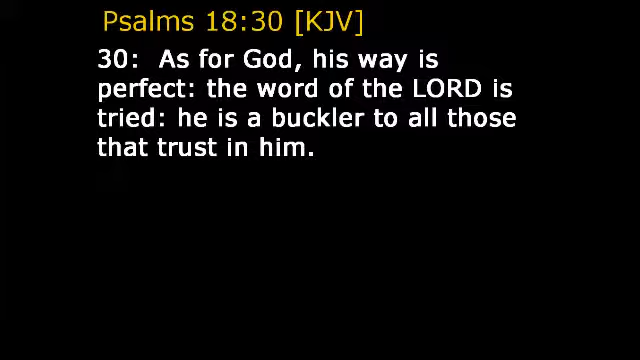 Psalms 18:30 [KJV]
30:  As for God, his way is
perfect: the word of the LORD is
tried: he is a buckler to all those
that trust in him.